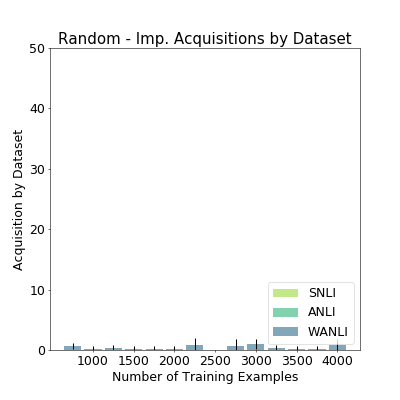 Random - Imp. Acquisitions by Dataset
50
40
30
20
10
0
Acquisition by Dataset
SNLI
ANLI
WANLI
1000 1500 2000 2500 3000 3500 4000
Number of Training Examples